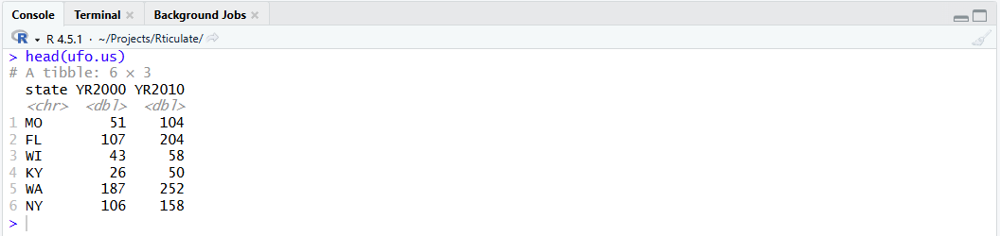 Console Terminal Background Jobs
R R 4.5.1 · ~/Projects/Rticulate/
> head(ufo.us)
# A tibble: 6 × 3
  state YR2000 YR2010
  <chr>  <dbl>  <dbl>
1 MO        51    104
2 FL       107    204
3 WI        43     58
4 KY        26     50
5 WA       187    252
6 NY       106    158
>